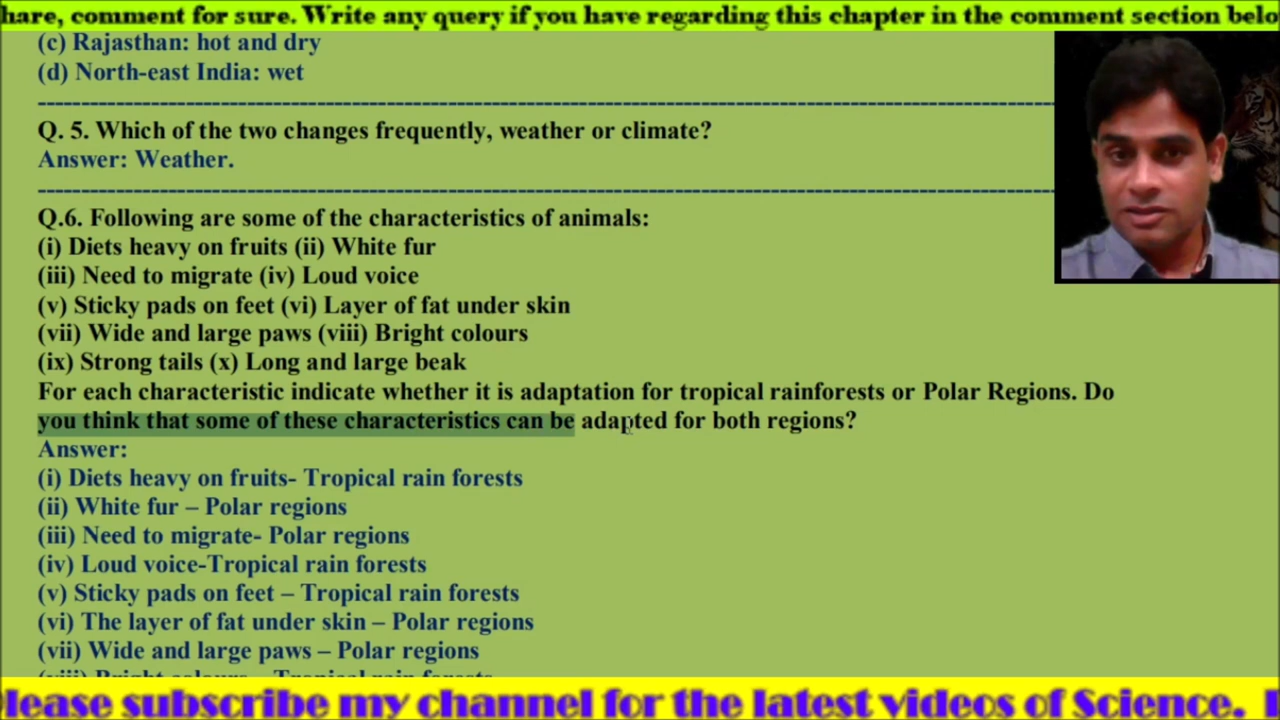 hare, comment for sure. Write any query if you have regarding this chapter in the comment section belo
(c) Rajasthan: hot and dry
(d) North-east India: wet
Q. 5. Which of the two changes frequently, weather or climate?
Answer: Weather.
Q.6. Following are some of the characteristics of animals:
(i) Diets heavy on fruits (ii) White fur
(iii) Need to migrate (iv) Loud voice
(v) Sticky pads on feet (vi) Layer of fat under skin
(vii) Wide and large paws (viii) Bright colours
(ix) Strong tails (x) Long and large beak
For each characteristic indicate whether it is adaptation for tropical rainforests or Polar Regions. Do
you think that some of these characteristics can be adapted for both regions?
Answer:
(i) Diets heavy on fruits- Tropical rain forests
(ii) White fur – Polar regions
(iii) Need to migrate- Polar regions
(iv) Loud voice-Tropical rain forests
(v) Sticky pads on feet – Tropical rain forests
(vi) The layer of fat under skin – Polar regions
(vii) Wide and large paws – Polar regions
(viii) Bright colours – Tropical rain forests
lease subscribe my channel for the latest videos of Science.